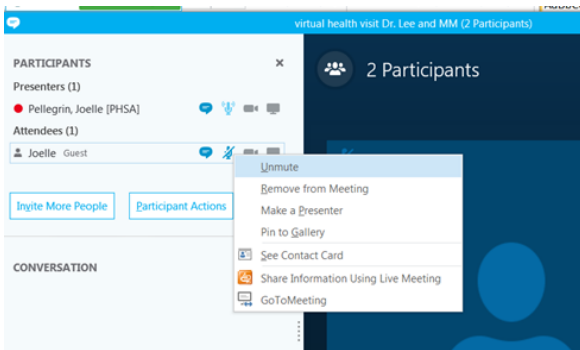 virtual health visit Dr. Lee and MM (2 Participants)
PARTICIPANTS
Presenters (1)
Pellegrin, Joelle [PHSA]
Attendees (1)
Joelle Guest
Invite More People
Participant Actions
CONVERSATION
2 Participants
Unmute
Remove from Meeting
Make a Presenter
Pin to Gallery
See Contact Card
Share Information Using Live Meeting
GoToMeeting